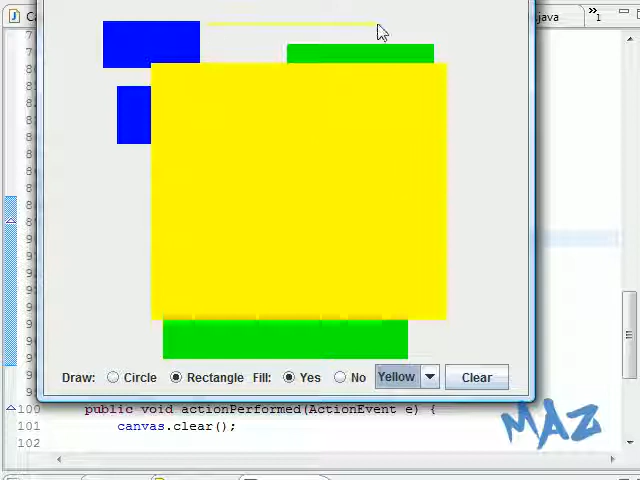 .java
1
Draw: Circle Rectangle Fill: Yes No Yellow Clear
100 public void actionPerformed(ActionEvent e) {
101 canvas.clear();
102
MAZ